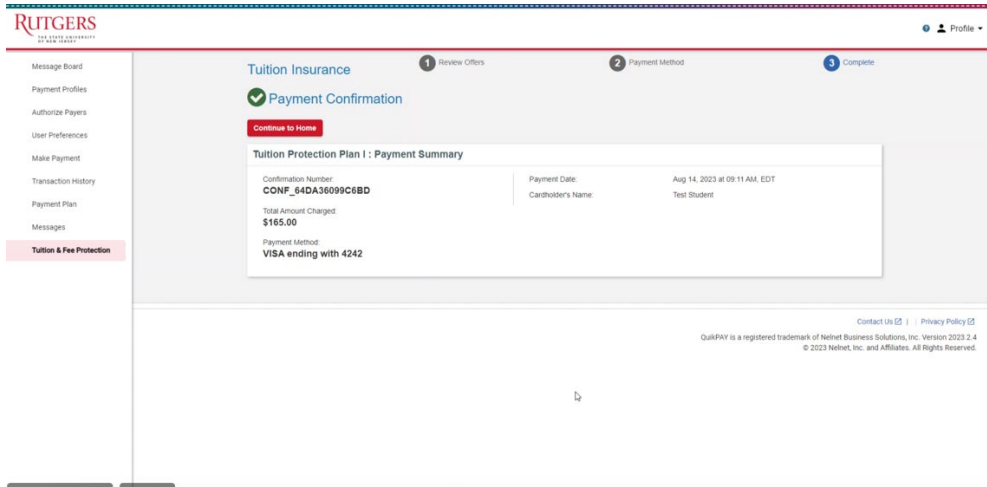 RUTGERS
THE STATE UNIVERSITY
OF NEW JERSEY
Profile
Message Board
Payment Profiles
Authorize Payers
User Preferences
Make Payment
Transaction History
Payment Plan
Messages
Tuition & Fee Protection
Tuition Insurance
1 Review Offers
2 Payment Method
3 Complete
Payment Confirmation
Continue to Home
Tuition Protection Plan I : Payment Summary
Confirmation Number:
CONF_64DA36099C6BD
Total Amount Charged:
$165.00
Payment Method:
VISA ending with 4242
Payment Date: Aug 14, 2023 at 09:11 AM, EDT
Cardholder's Name: Test Student
Contact Us | | Privacy Policy
QuikPAY is a registered trademark of Nelnet Business Solutions, Inc. Version 2023.2.4
© 2023 Nelnet, Inc. and Affiliates. All Rights Reserved.